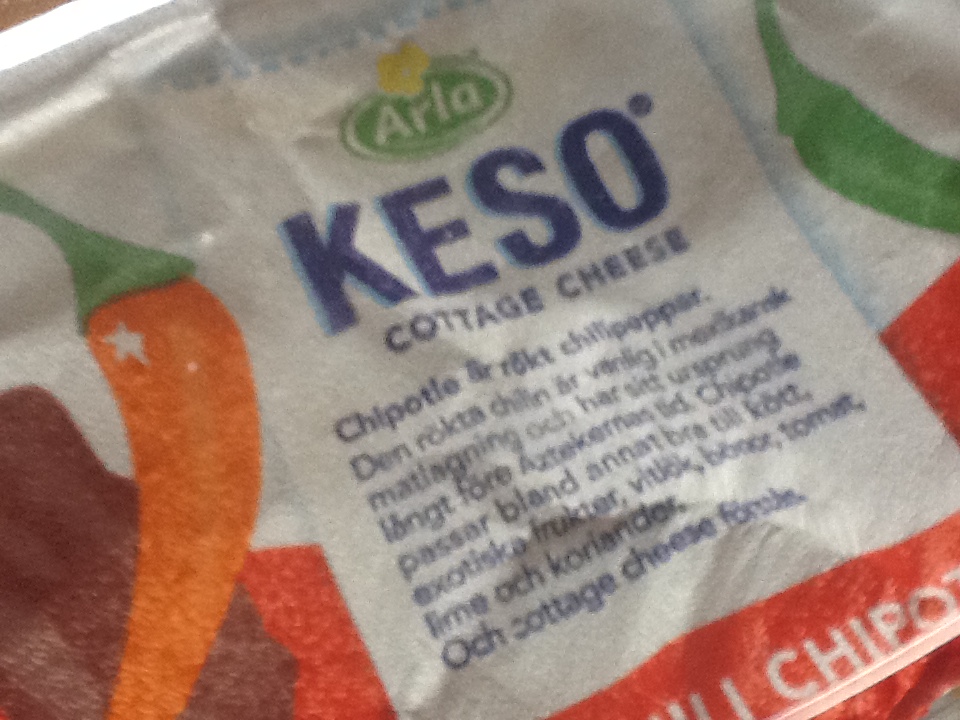 Arla
KESO®
COTTAGE CHEESE
Chipotle är rökt chilipeppar.
Den rökta chilin är vanlig i mexikansk
matlagning och har sitt ursprung
långt före Aztekernas tid. Chipotle
passar bland annat bra till kött,
exotiska frukter, vitlök, bönor, tomat,
lime och koriander.
Och cottage cheese förstås.
CHIPOT